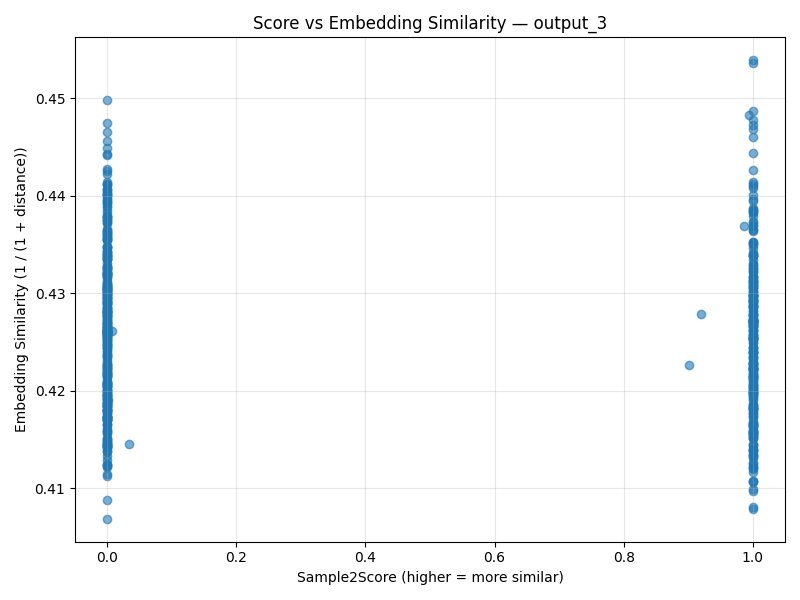 Score vs Embedding Similarity — output_3
Embedding Similarity (1 / (1 + distance))
0.45
0.44
0.43
0.42
0.41
0.0 0.2 0.4 0.6 0.8 1.0
Sample2Score (higher = more similar)